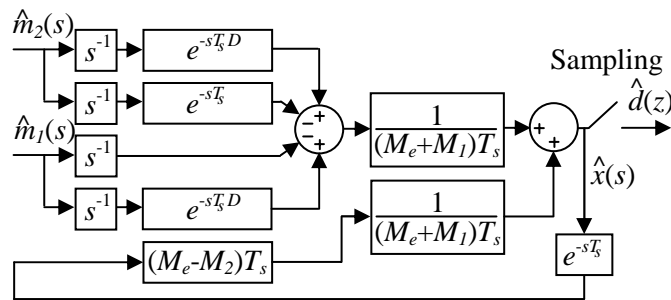 m̂₂(s)
s⁻¹
e^{-sTₛD}
s⁻¹
e^{-sTₛ}
m̂₁(s)
s⁻¹
s⁻¹
e^{-sTₛD}
(Mₑ-M₂)Tₛ
+
−
−
+
1
(Mₑ+M₁)Tₛ
1
(Mₑ+M₁)Tₛ
+
+
Sampling
d̂(z)
x̂(s)
e^{-sTₛ}